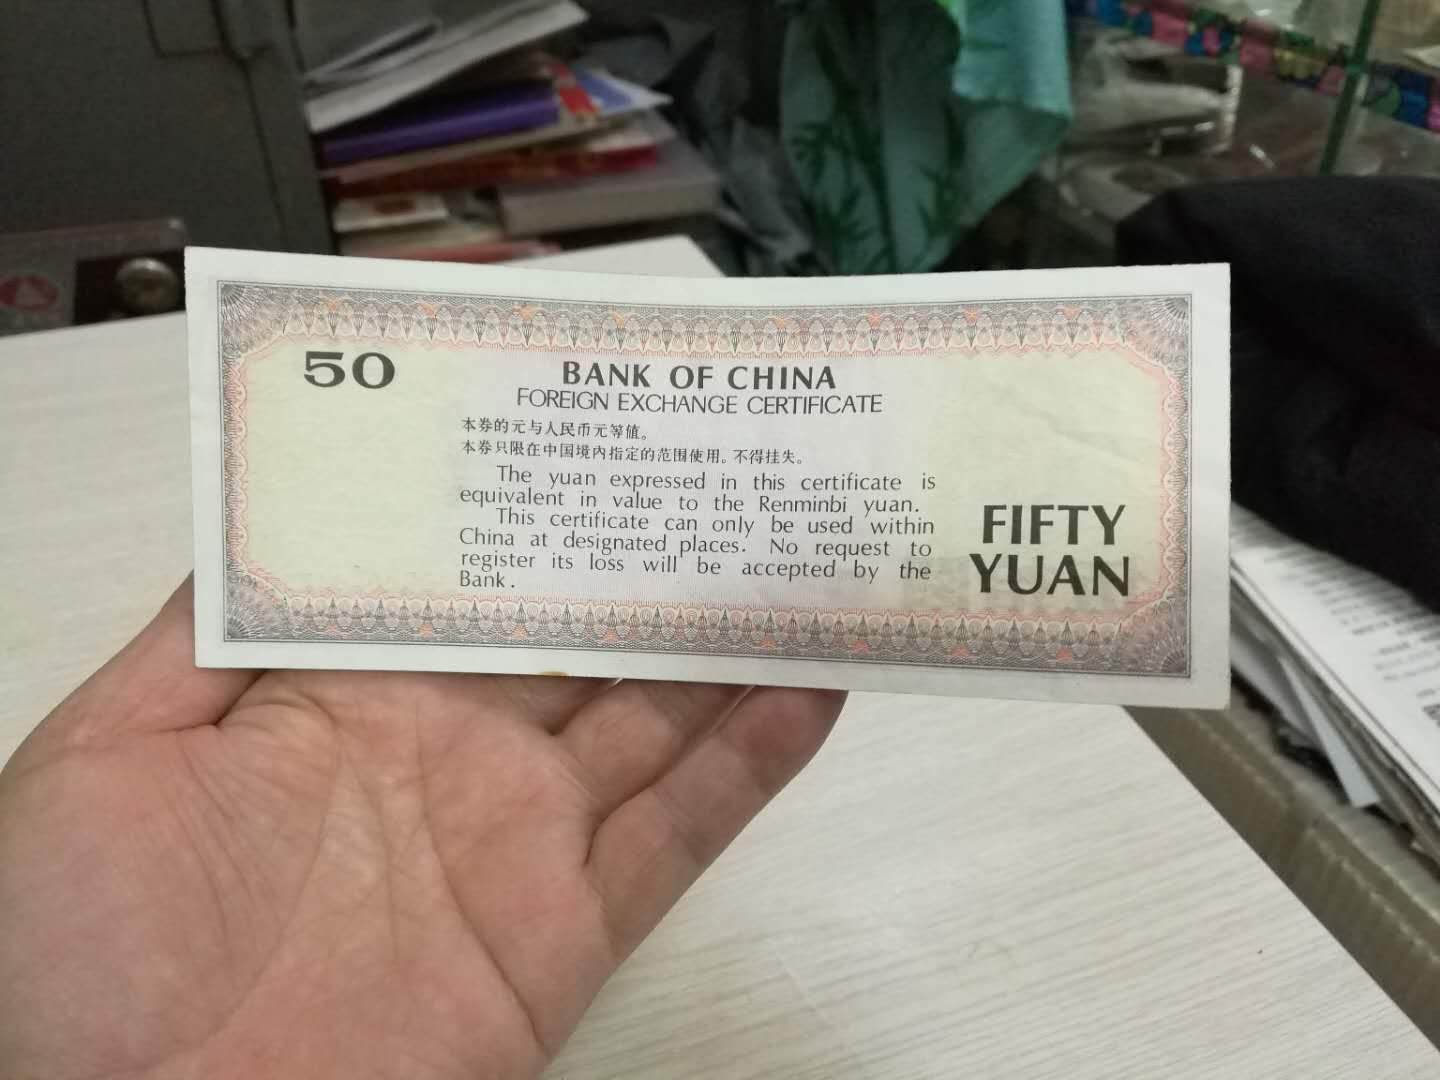 50
BANK OF CHINA
FOREIGN EXCHANGE CERTIFICATE
本券的元与人民币元等值。
本券只限在中国境内指定的范围使用。不得挂失。
The yuan expressed in this certificate is
equivalent in value to the Renminbi yuan.
This certificate can only be used within
China at designated places. No request to
register its loss will be accepted by the
Bank.
FIFTY
YUAN